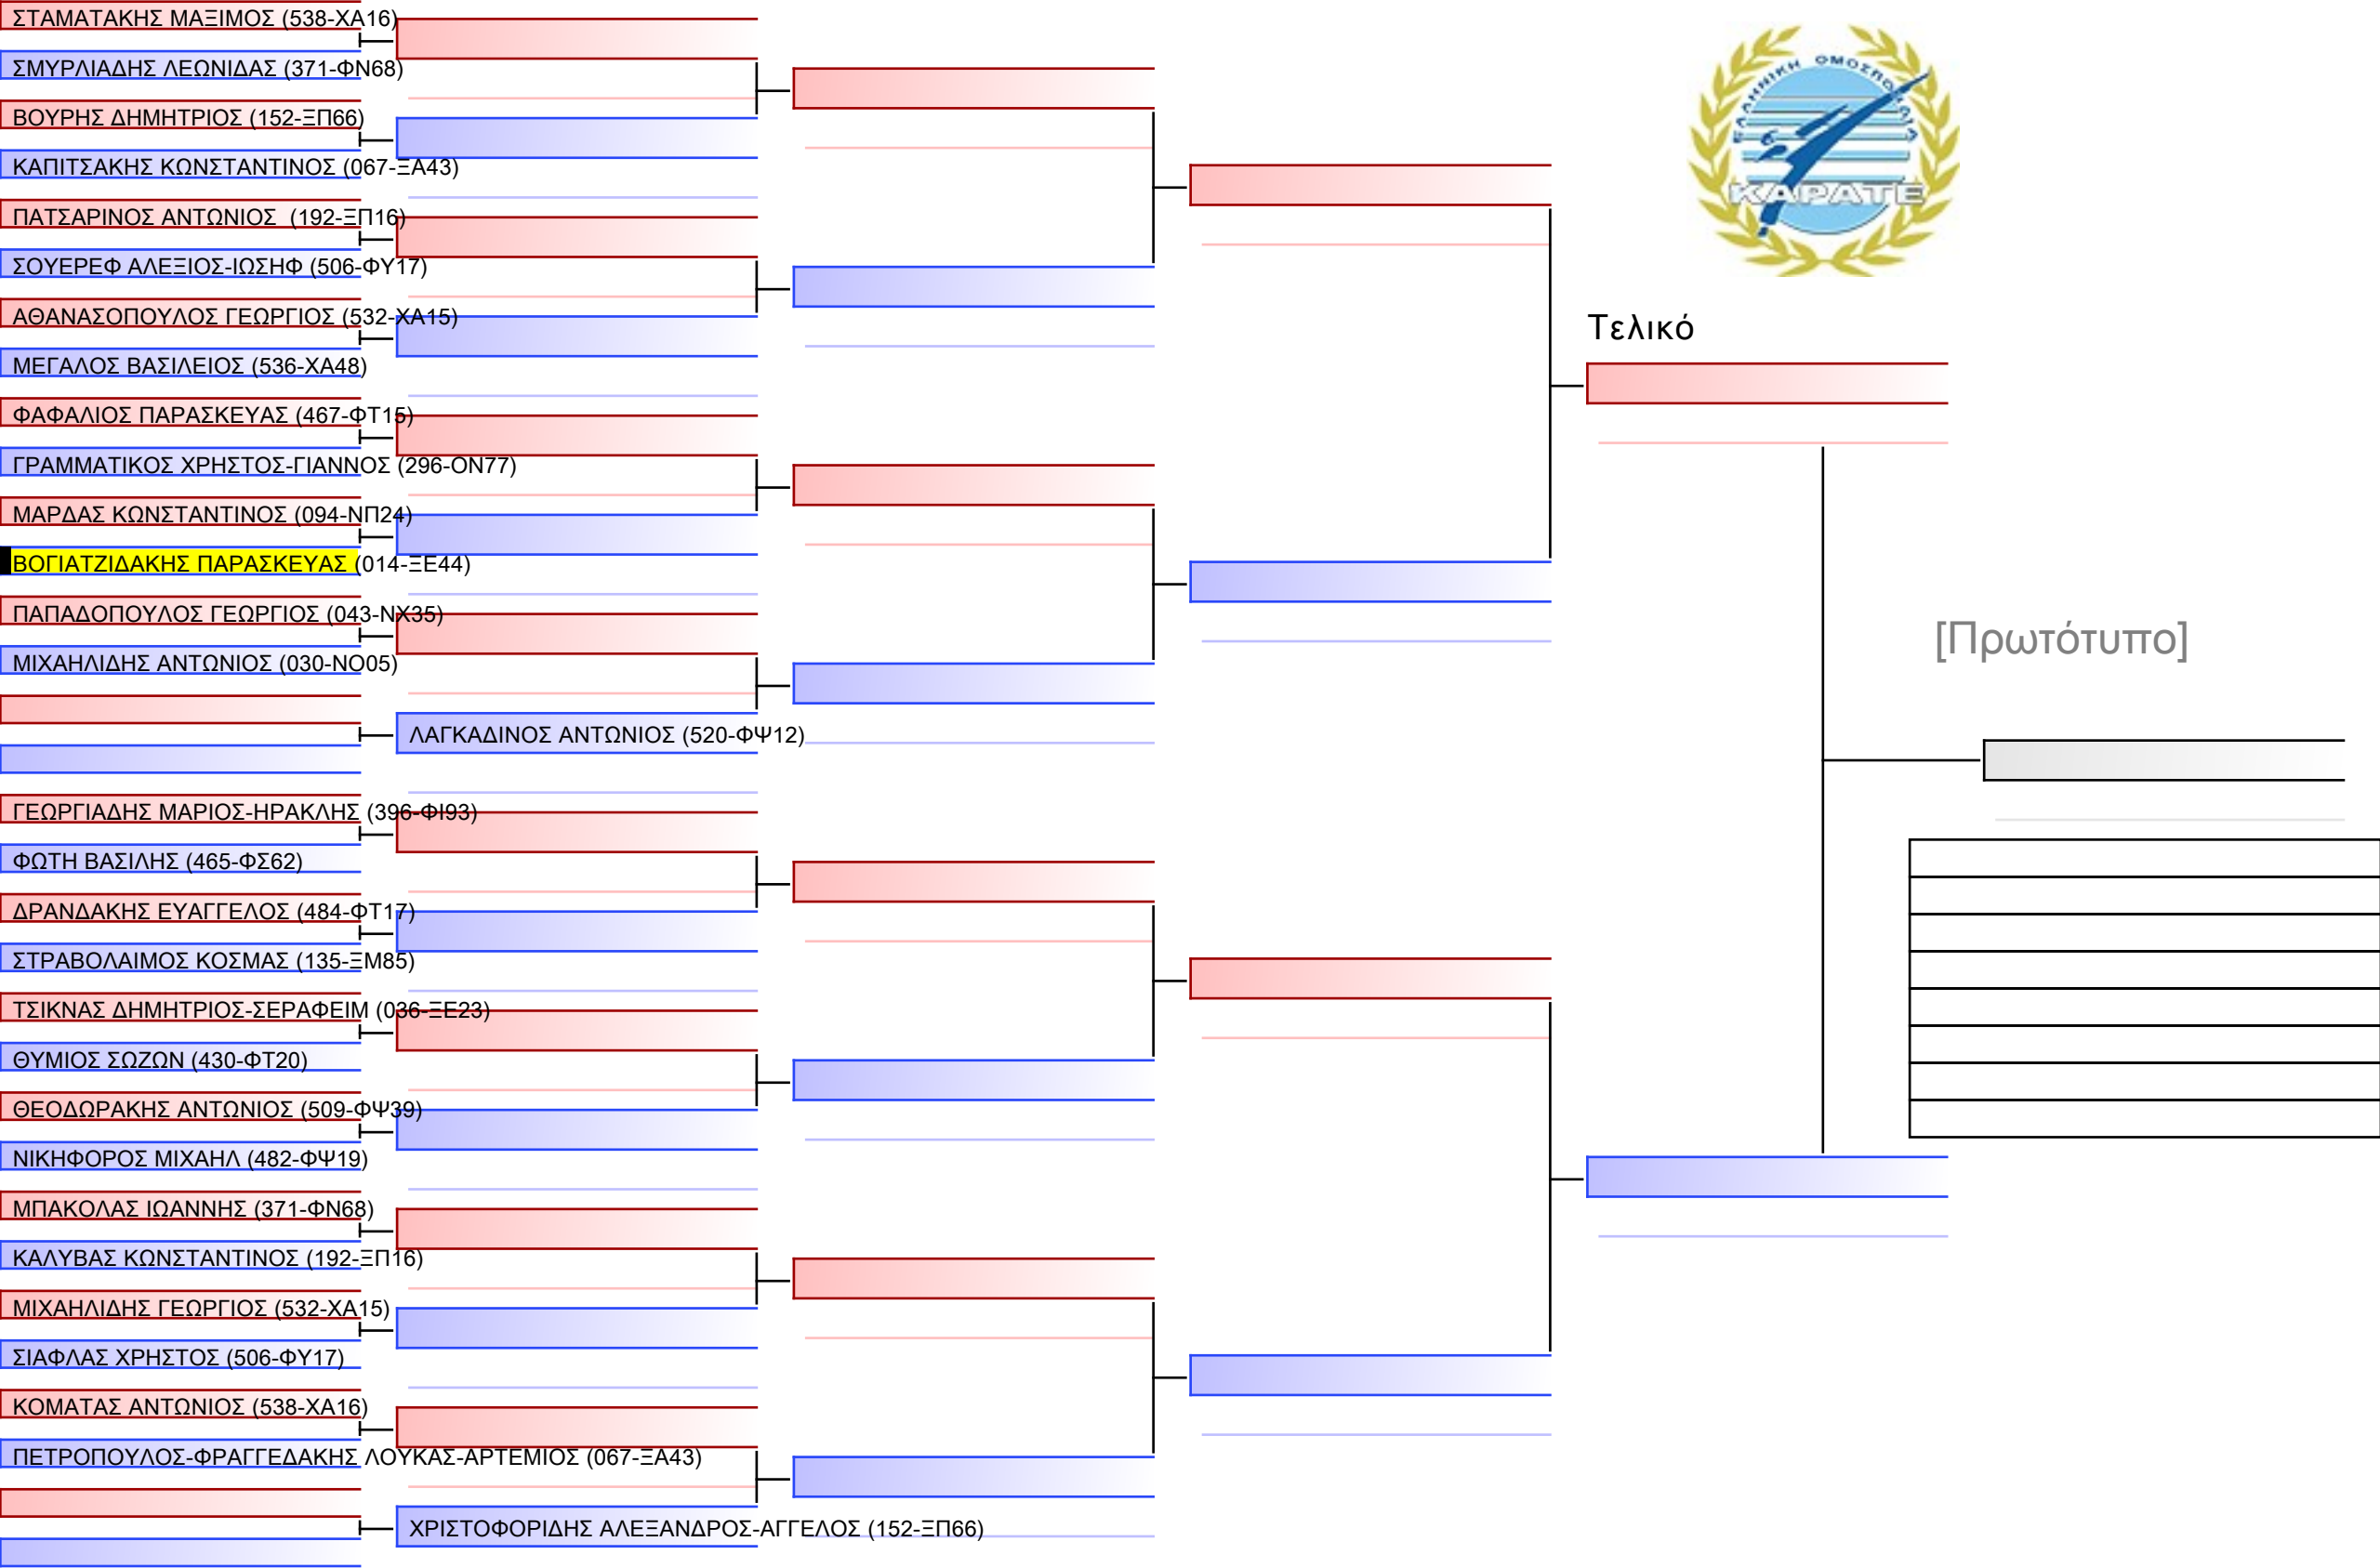 ΣΤΑΜΑΤΑΚΗΣ ΜΑΞΙΜΟΣ (538-ΧΑ16)
ΣΜΥΡΛΙΑΔΗΣ ΛΕΩΝΙΔΑΣ (371-ΦΝ68)
ΒΟΥΡΗΣ ΔΗΜΗΤΡΙΟΣ (152-ΞΠ66)
ΚΑΠΙΤΣΑΚΗΣ ΚΩΝΣΤΑΝΤΙΝΟΣ (067-ΞΑ43)
ΠΑΤΣΑΡΙΝΟΣ ΑΝΤΩΝΙΟΣ (192-ΞΠ16)
ΣΟΥΕΡΕΦ ΑΛΕΞΙΟΣ-ΙΩΣΗΦ (506-ΦΥ17)
ΑΘΑΝΑΣΟΠΟΥΛΟΣ ΓΕΩΡΓΙΟΣ (532-ΧΑ15)
ΜΕΓΑΛΟΣ ΒΑΣΙΛΕΙΟΣ (536-ΧΑ48)
ΦΑΦΑΛΙΟΣ ΠΑΡΑΣΚΕΥΑΣ (467-ΦΤ15)
ΓΡΑΜΜΑΤΙΚΟΣ ΧΡΗΣΤΟΣ-ΓΙΑΝΝΟΣ (296-ΟΝ77)
ΜΑΡΔΑΣ ΚΩΝΣΤΑΝΤΙΝΟΣ (094-ΝΠ24)
ΒΟΓΙΑΤΖΙΔΑΚΗΣ ΠΑΡΑΣΚΕΥΑΣ (014-ΞΕ44)
ΠΑΠΑΔΟΠΟΥΛΟΣ ΓΕΩΡΓΙΟΣ (043-ΝΧ35)
ΜΙΧΑΗΛΙΔΗΣ ΑΝΤΩΝΙΟΣ (030-ΝΟ05)
ΛΑΓΚΑΔΙΝΟΣ ΑΝΤΩΝΙΟΣ (520-ΦΨ12)
ΓΕΩΡΓΙΑΔΗΣ ΜΑΡΙΟΣ-ΗΡΑΚΛΗΣ (396-ΦΙ93)
ΦΩΤΗ ΒΑΣΙΛΗΣ (465-ΦΣ62)
ΔΡΑΝΔΑΚΗΣ ΕΥΑΓΓΕΛΟΣ (484-ΦΤ17)
ΣΤΡΑΒΟΛΑΙΜΟΣ ΚΟΣΜΑΣ (135-ΞΜ85)
ΤΣΙΚΝΑΣ ΔΗΜΗΤΡΙΟΣ-ΣΕΡΑΦΕΙΜ (036-ΞΕ23)
ΘΥΜΙΟΣ ΣΩΖΩΝ (430-ΦΤ20)
ΘΕΟΔΩΡΑΚΗΣ ΑΝΤΩΝΙΟΣ (509-ΦΨ39)
ΝΙΚΗΦΟΡΟΣ ΜΙΧΑΗΛ (482-ΦΨ19)
ΜΠΑΚΟΛΑΣ ΙΩΑΝΝΗΣ (371-ΦΝ68)
ΚΑΛΥΒΑΣ ΚΩΝΣΤΑΝΤΙΝΟΣ (192-ΞΠ16)
ΜΙΧΑΗΛΙΔΗΣ ΓΕΩΡΓΙΟΣ (532-ΧΑ15)
ΣΙΑΦΛΑΣ ΧΡΗΣΤΟΣ (506-ΦΥ17)
ΚΟΜΑΤΑΣ ΑΝΤΩΝΙΟΣ (538-ΧΑ16)
ΠΕΤΡΟΠΟΥΛΟΣ-ΦΡΑΓΓΕΔΑΚΗΣ ΛΟΥΚΑΣ-ΑΡΤΕΜΙΟΣ (067-ΞΑ43)
ΧΡΙΣΤΟΦΟΡΙΔΗΣ ΑΛΕΞΑΝΔΡΟΣ-ΑΓΓΕΛΟΣ (152-ΞΠ66)
ΕΛΛΗΝΙΚΗ ΟΜΟΣΠΟΝΔΙΑ
ΚΑΡΑΤΕ
Τελικό
[Πρωτότυπο]